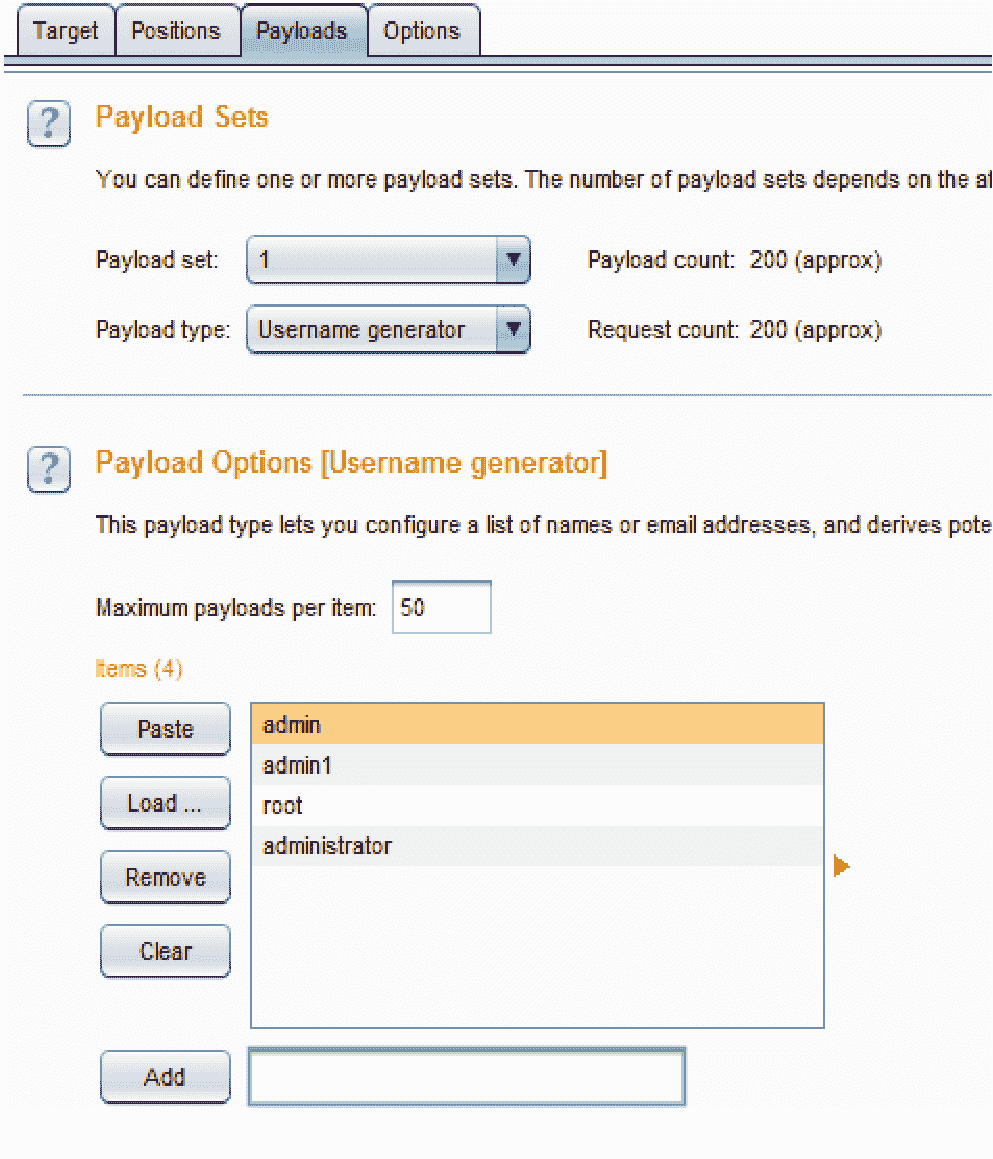 Target Positions Payloads Options
? Payload Sets
You can define one or more payload sets. The number of payload sets depends on the at
Payload set: 1 Payload count: 200 (approx)
Payload type: Username generator Request count: 200 (approx)
? Payload Options [Username generator]
This payload type lets you configure a list of names or email addresses, and derives pote
Maximum payloads per item: 50
Items (4)
Paste admin
admin1
Load ... root
administrator
Remove
Clear
Add